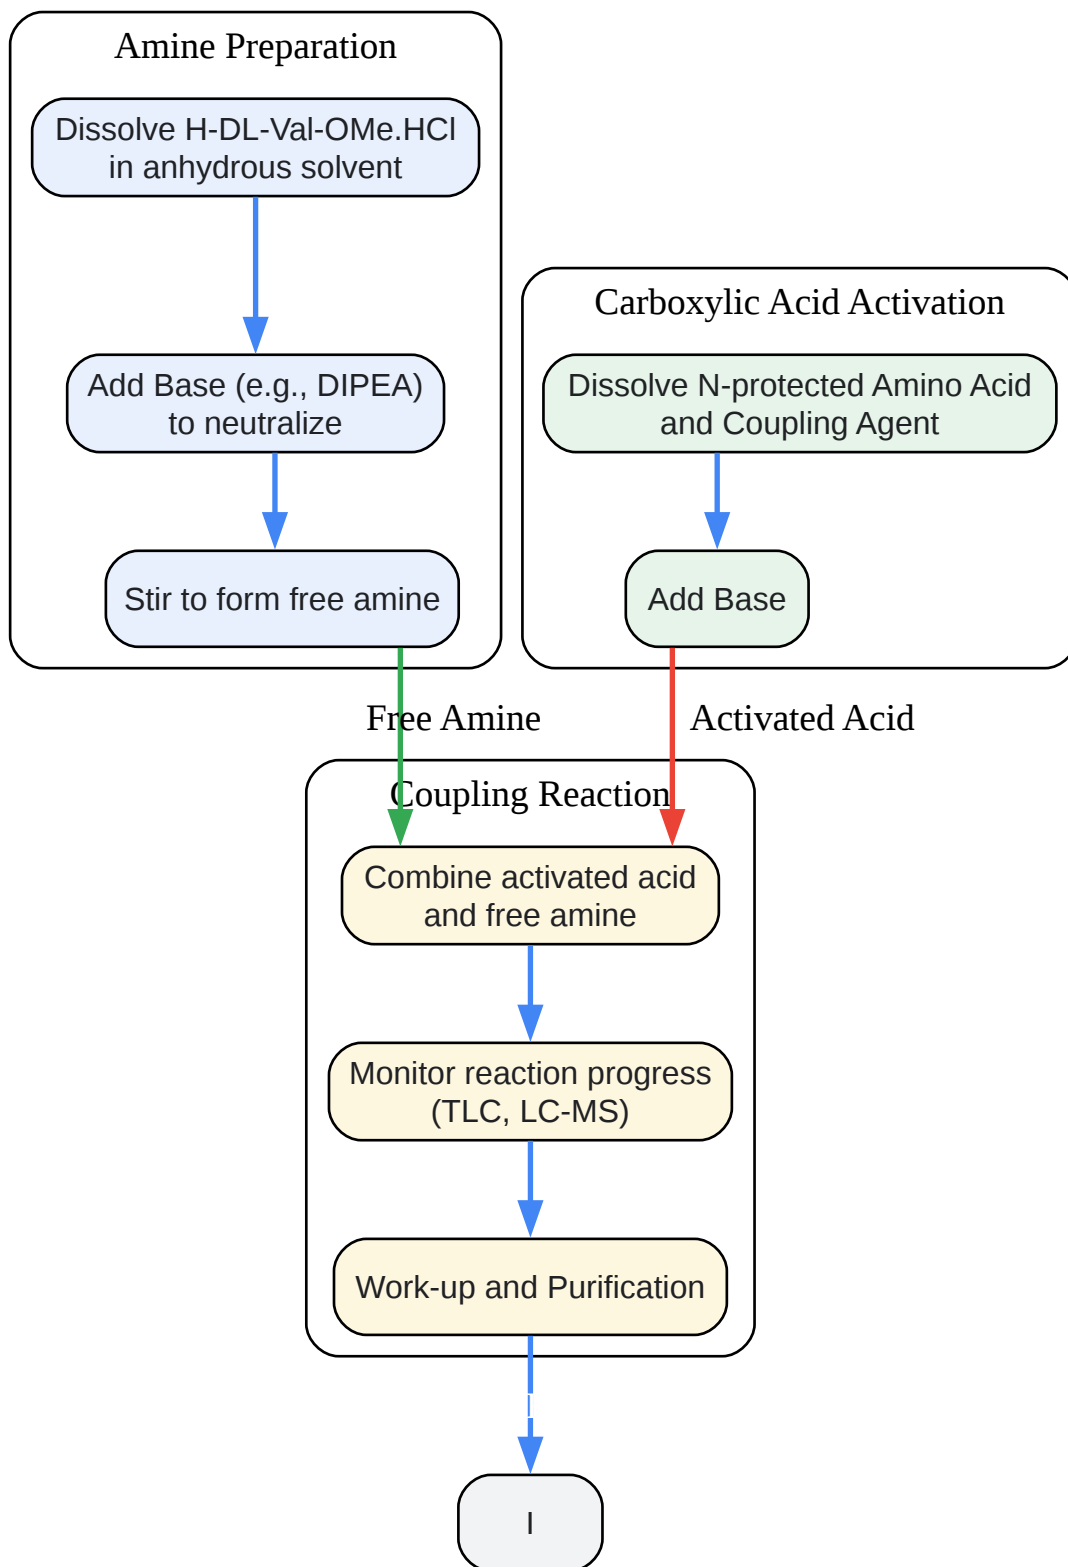 Amine Preparation
Dissolve H-DL-Val-OMe.HCl
in anhydrous solvent
Add Base (e.g., DIPEA)
to neutralize
Stir to form free amine
Carboxylic Acid Activation
Dissolve N-protected Amino Acid
and Coupling Agent
Add Base
Free Amine
Activated Acid
Coupling Reaction
Combine activated acid
and free amine
Monitor reaction progress
(TLC, LC-MS)
Work-up and Purification
I